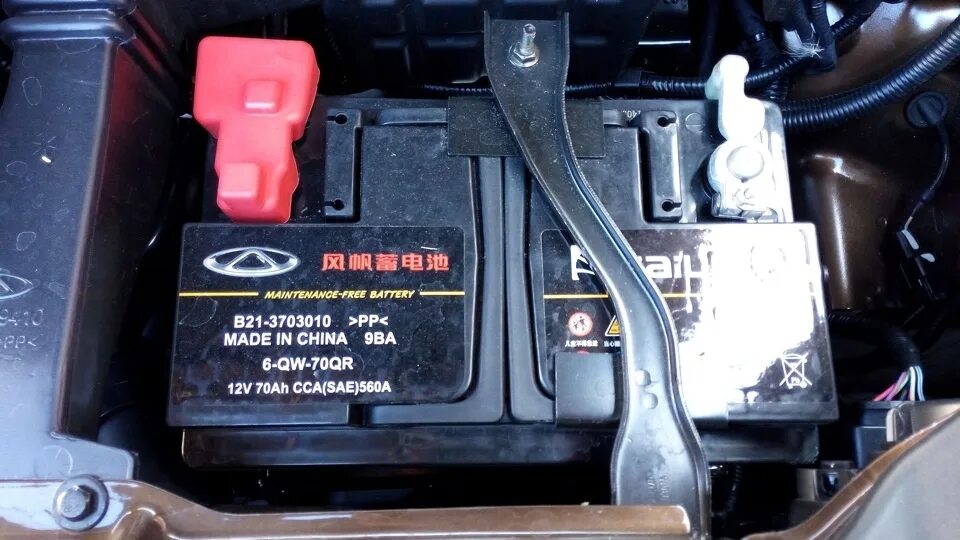 风帆蓄电池
MAINTENANCE-FREE BATTERY
B21-3703010 >PP<
MADE IN CHINA 9BA
6-QW-70QR
12V 70Ah CCA(SAE)560A
>PP<